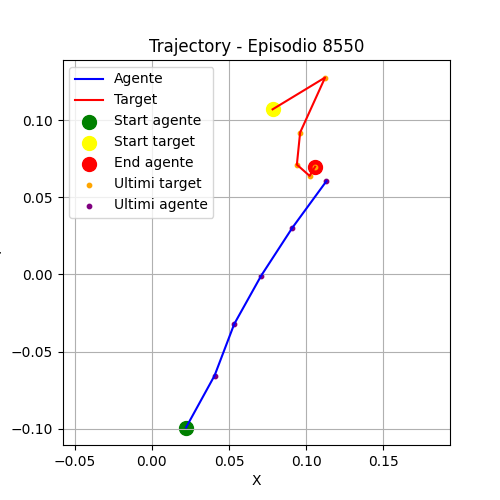 Trajectory - Episodio 8550
Agente
Target
Start agente
Start target
End agente
Ultimi target
Ultimi agente
0.10
0.05
0.00
−0.05
−0.10
−0.05
0.00
0.05
0.10
0.15
X